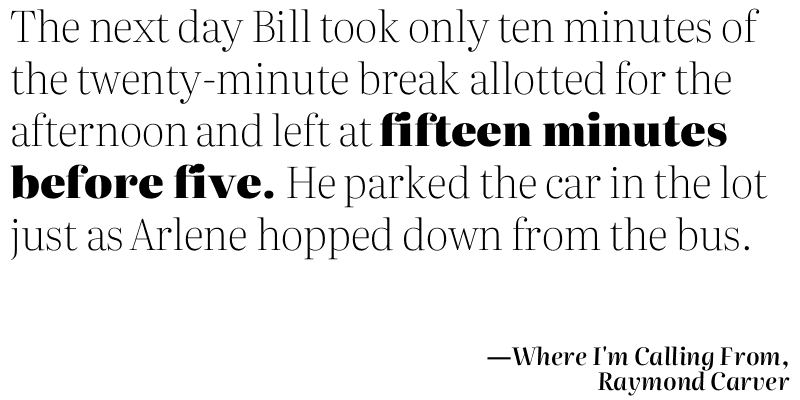 The next day Bill took only ten minutes of
the twenty-minute break allotted for the
afternoon and left at fifteen minutes
before five. He parked the car in the lot
just as Arlene hopped down from the bus.
—Where I'm Calling From,
Raymond Carver